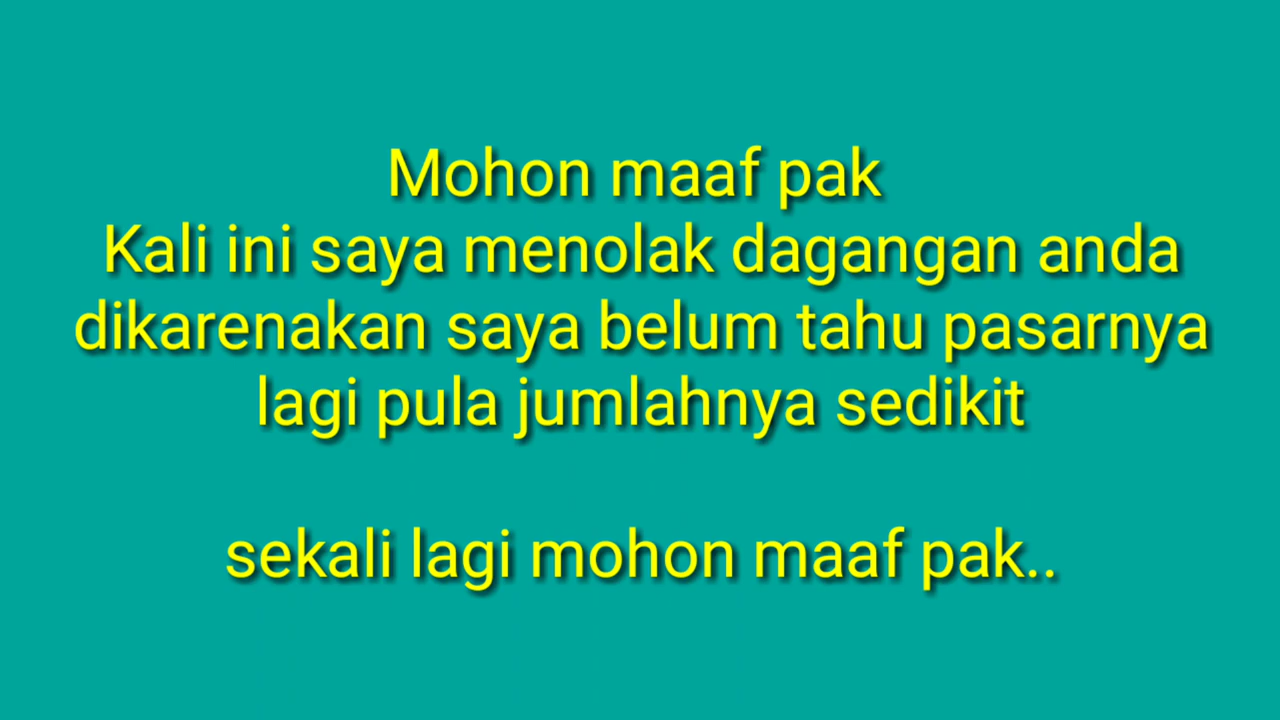 Mohon maaf pak
Kali ini saya menolak dagangan anda
dikarenakan saya belum tahu pasarnya
lagi pula jumlahnya sedikit
sekali lagi mohon maaf pak..